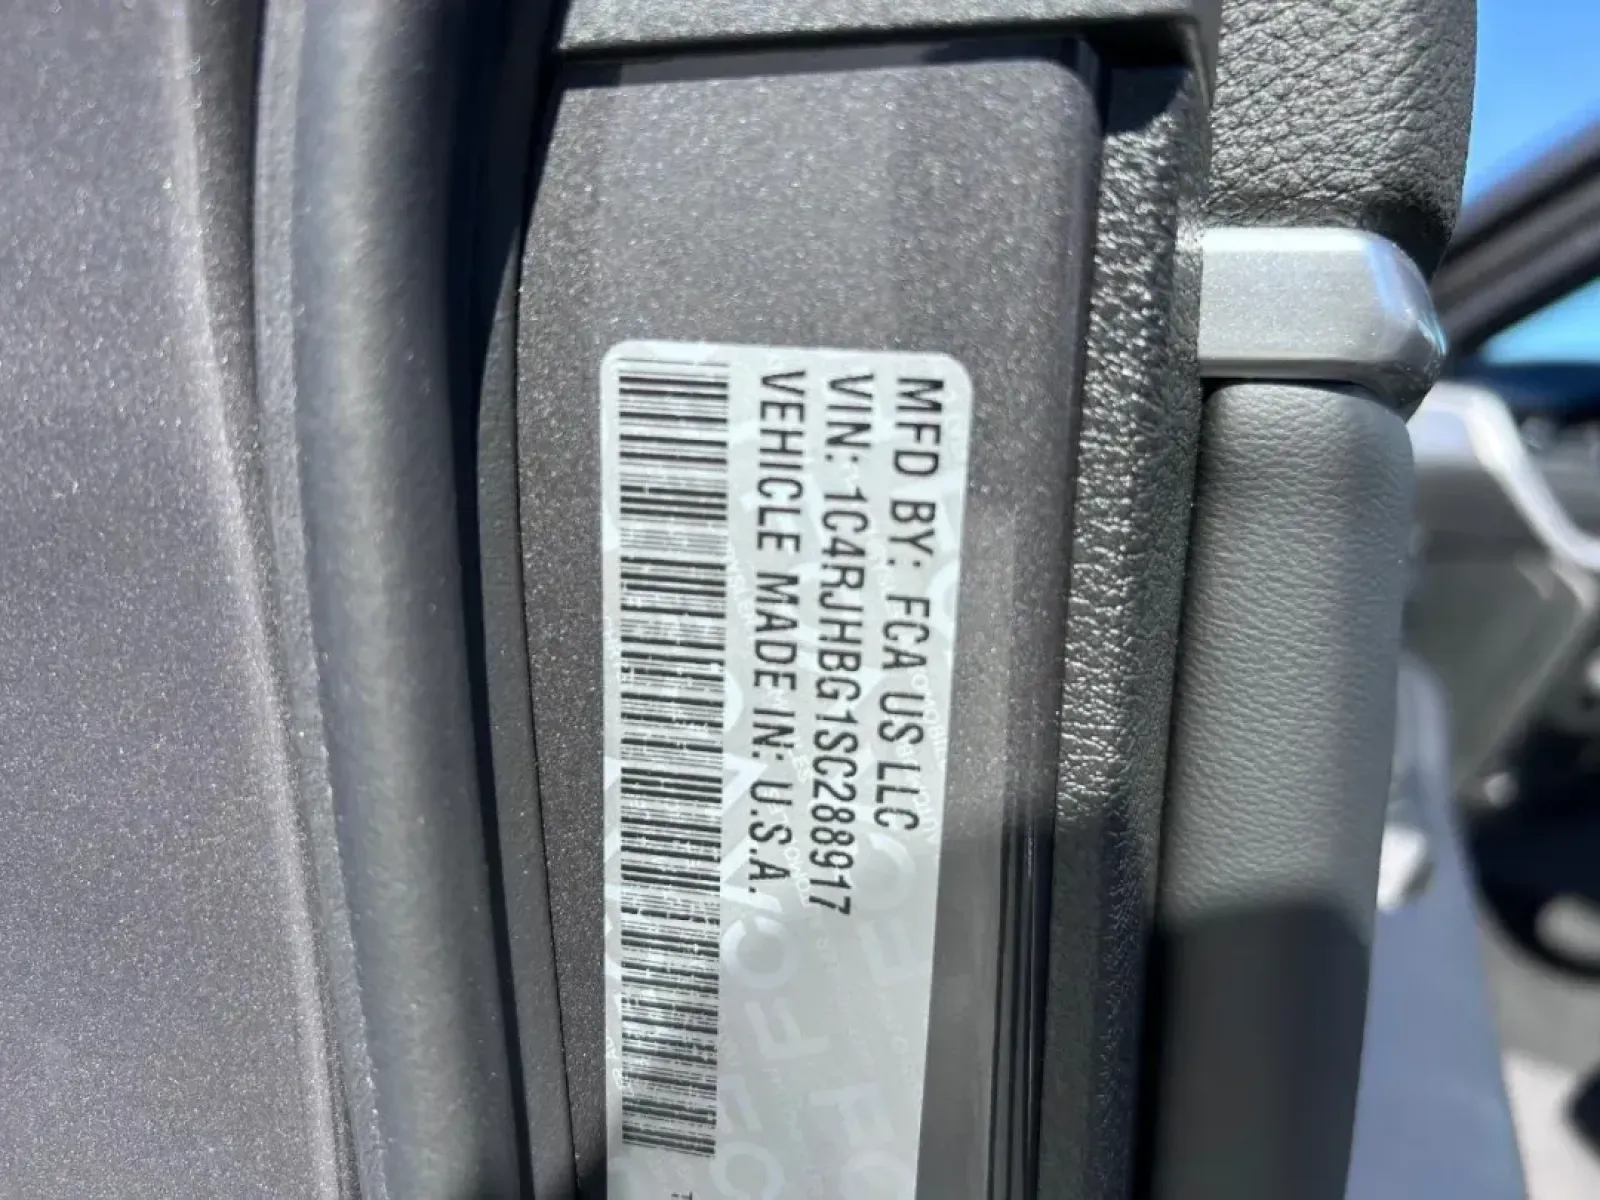 MFD BY: FCA US LLC
VIN: 1C4RJHBG1SC288917
VEHICLE MADE IN: U.S.A.